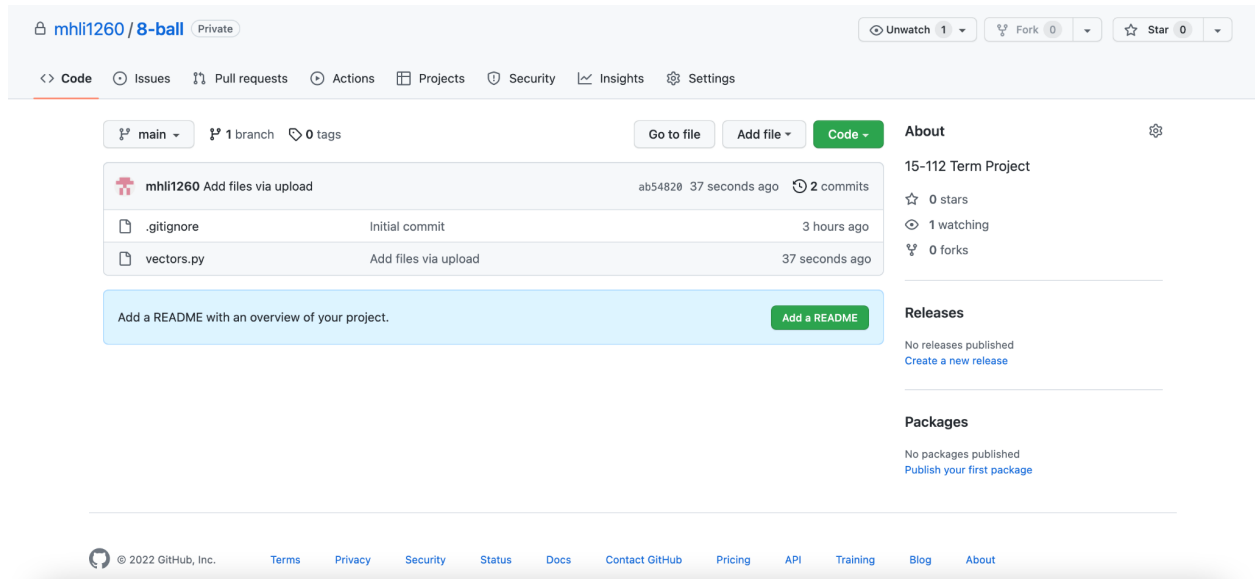 mhli1260 / 8-ball Private Unwatch 1 Fork 0 Star 0
Code Issues Pull requests Actions Projects Security Insights Settings
main 1 branch 0 tags Go to file Add file Code
mhli1260 Add files via upload ab54820 37 seconds ago 2 commits
.gitignore Initial commit 3 hours ago
vectors.py Add files via upload 37 seconds ago
Add a README with an overview of your project. Add a README
About
15-112 Term Project
0 stars
1 watching
0 forks
Releases
No releases published
Create a new release
Packages
No packages published
Publish your first package
© 2022 GitHub, Inc. Terms Privacy Security Status Docs Contact GitHub Pricing API Training Blog About